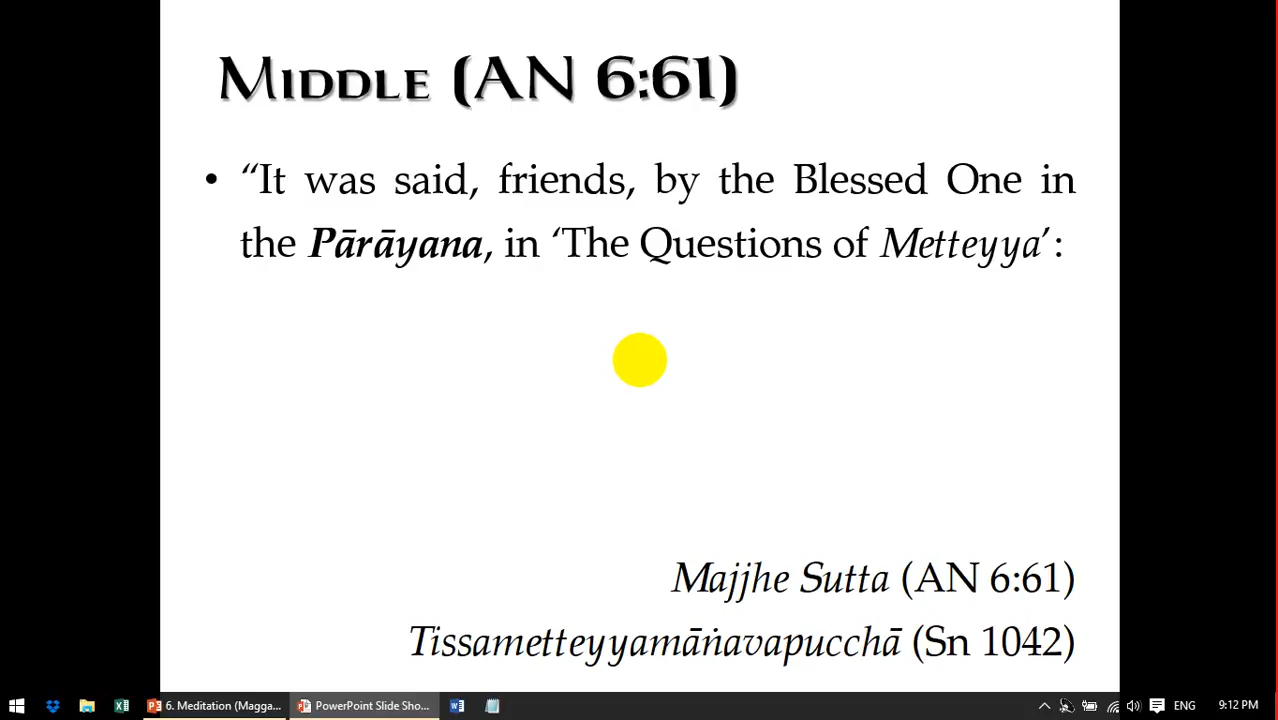 MIDDLE (AN 6:61)
• “It was said, friends, by the Blessed One in
the Pārāyana, in ‘The Questions of Metteyya’:
Majjhe Sutta (AN 6:61)
Tissametteyyamāṅavapucchā (Sn 1042)
6. Meditation (Magga... PowerPoint Slide Sho... ENG 9:12 PM